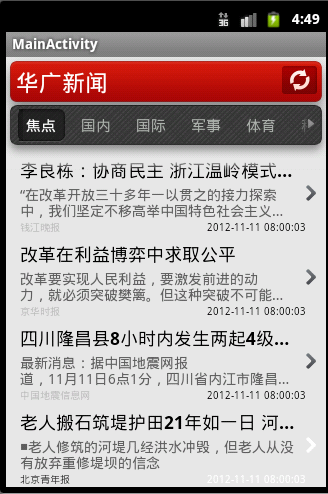 3G 4:49
MainActivity
华广新闻
焦点 国内 国际 军事 体育
李良栋：协商民主 浙江温岭模式...
“在改革开放三十多年一以贯之的接力探索
中，我们坚定不移高举中国特色社会主义...
钱江晚报 2012-11-11 08:00:03
改革在利益博弈中求取公平
改革要实现人民利益，要激发前进的动
力，就必须突破樊篱。但这种突破不可能...
京华时报 2012-11-11 08:00:03
四川隆昌县8小时内发生两起4级...
最新消息：据中国地震网报
道，11月11日6点1分，四川省内江市隆昌...
中国地震信息网 2012-11-11 08:00:03
老人搬石筑堤护田21年如一日 河...
■老人修筑的河堤几经洪水冲毁，但老人从没
有放弃重修堤坝的信念
北京青年报 2012-11-11 08:00:03